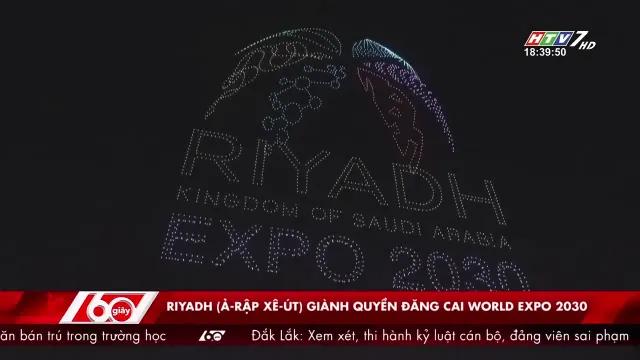 HTV7 HD
18:39:50
RIYADH
KINGDOM OF SAUDI ARABIA
EXPO 2030
60 giây
RIYADH (Ả-RẬP XÊ-ÚT) GIÀNH QUYỀN ĐĂNG CAI WORLD EXPO 2030
ăn bán trú trong trường học 60 giây Đắk Lắk: Xem xét, thi hành kỷ luật cán bộ, đảng viên sai phạm